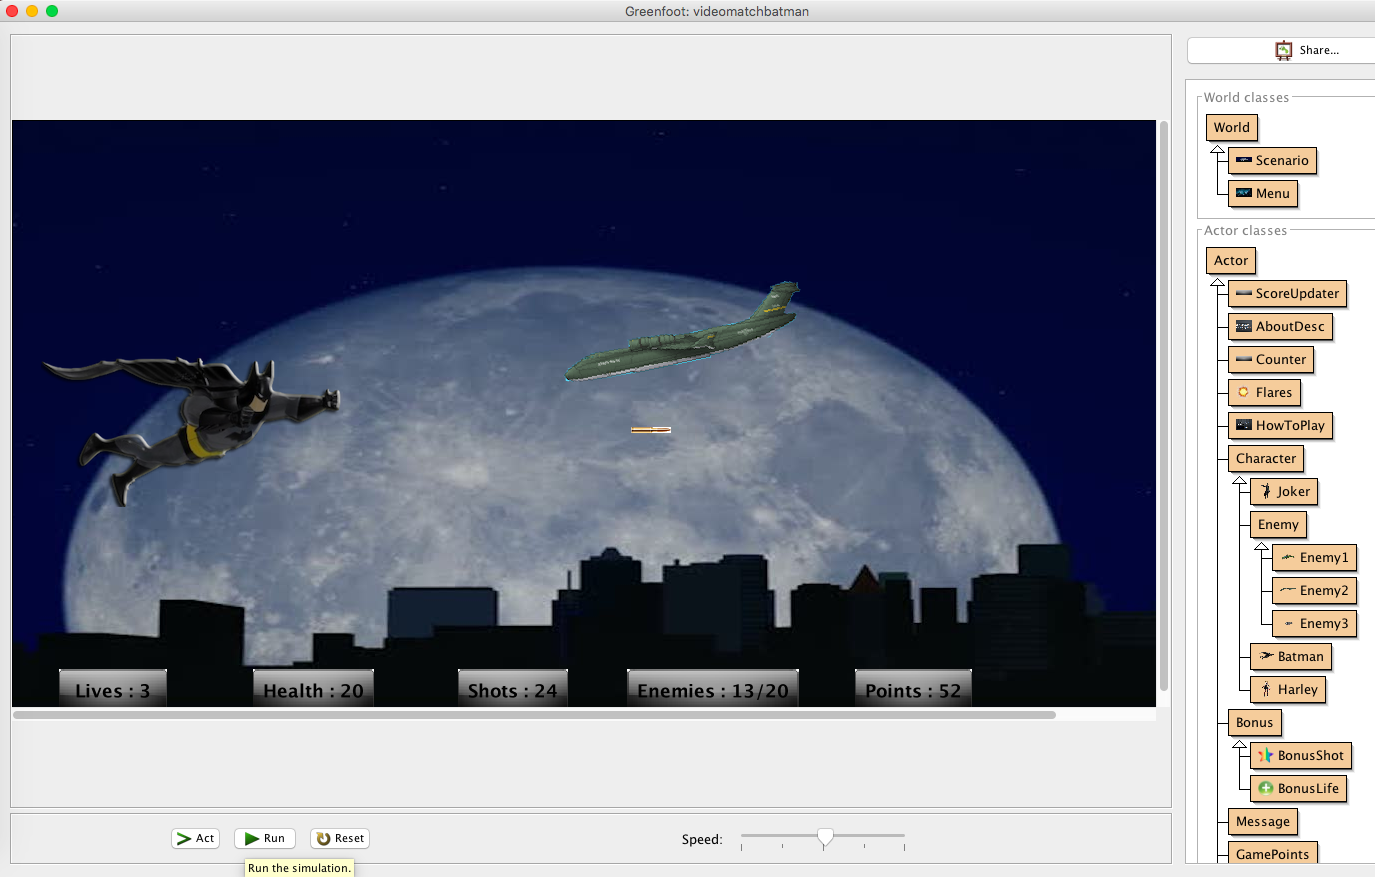 Greenfoot: videomatchbatman
Share...
World classes
World
Scenario
Menu
Actor classes
Actor
ScoreUpdater
AboutDesc
Counter
Flares
HowToPlay
Character
Joker
Enemy
Enemy1
Enemy2
Enemy3
Batman
Harley
Bonus
BonusShot
BonusLife
Message
GamePoints
Lives : 3
Health : 20
Shots : 24
Enemies : 13/20
Points : 52
Act
Run
Reset
Speed:
Run the simulation.